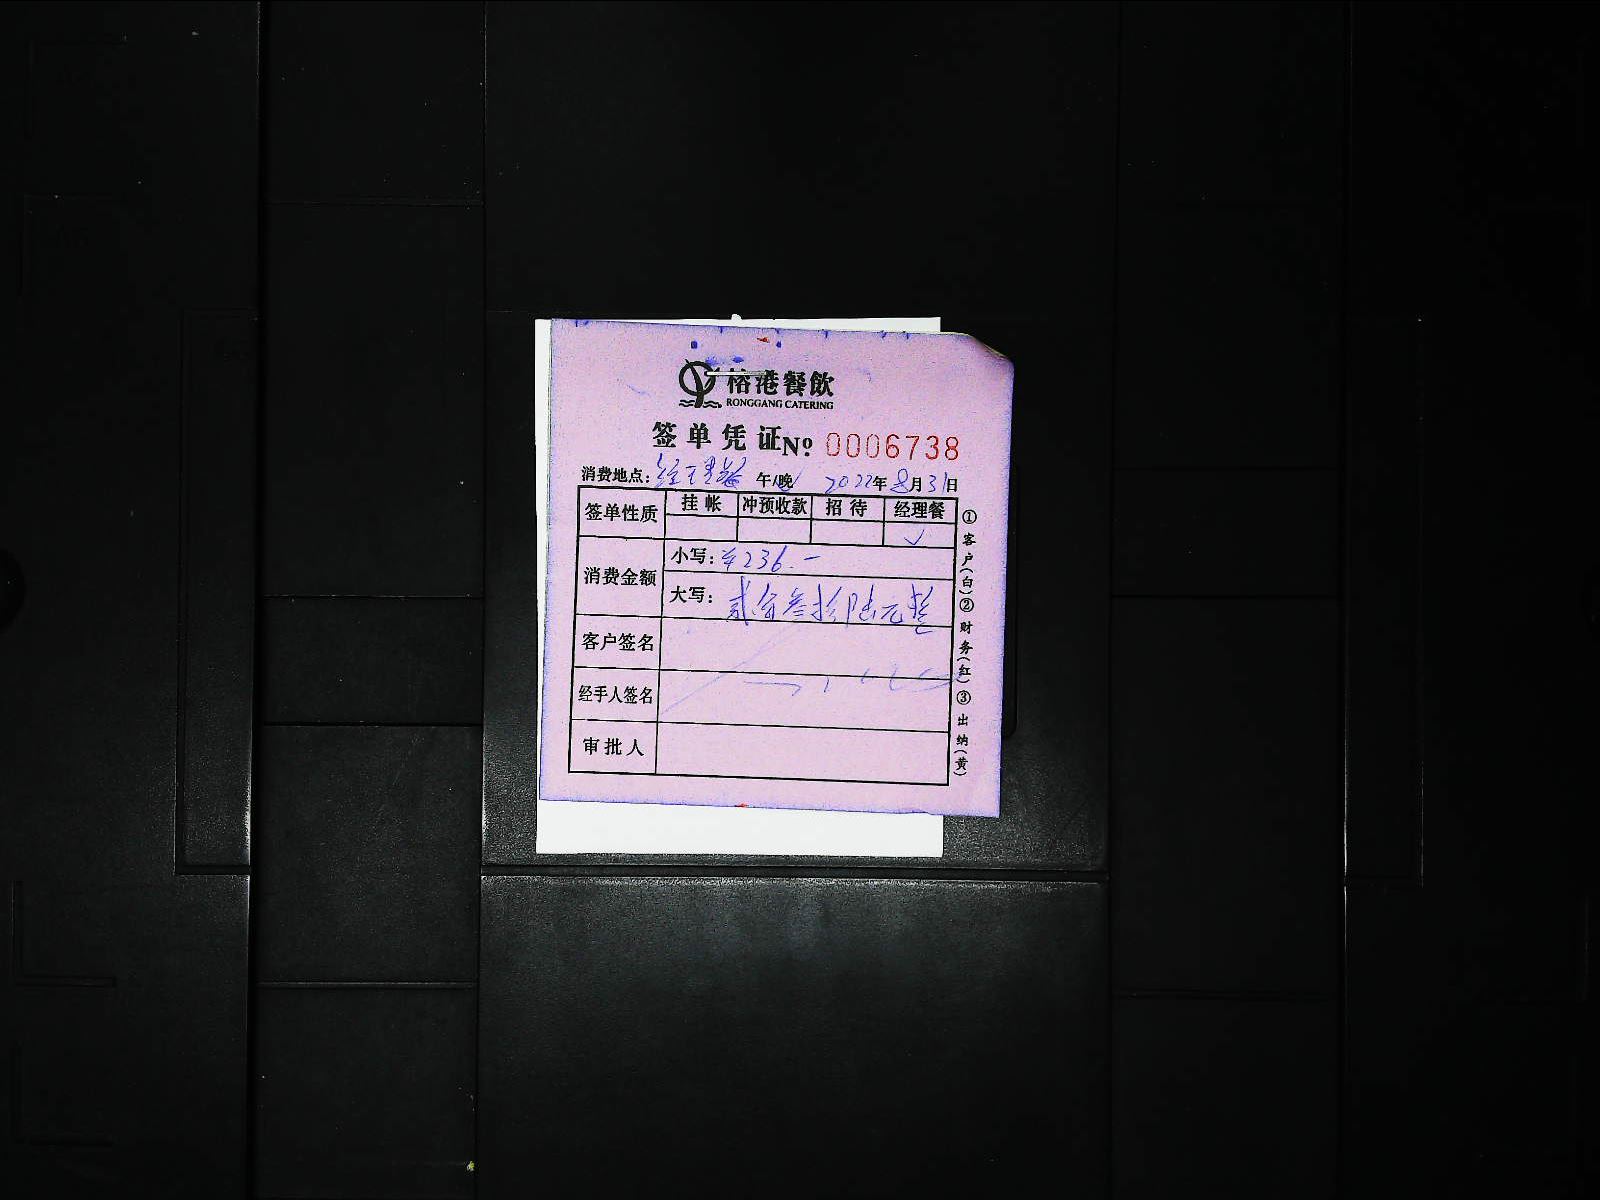 榕港餐飲
RONGGANG CATERING
签单凭证 № 0006738
消费地点：经理餐 午/晚 2022年8月31日
签单性质 挂帐 冲预收款 招待 经理餐
✓
消费金额 小写：¥236.—
大写：贰佰叁拾陆元整
客户签名
经手人签名
审批人
①客户(白)②财务(红)③出纳(黄)